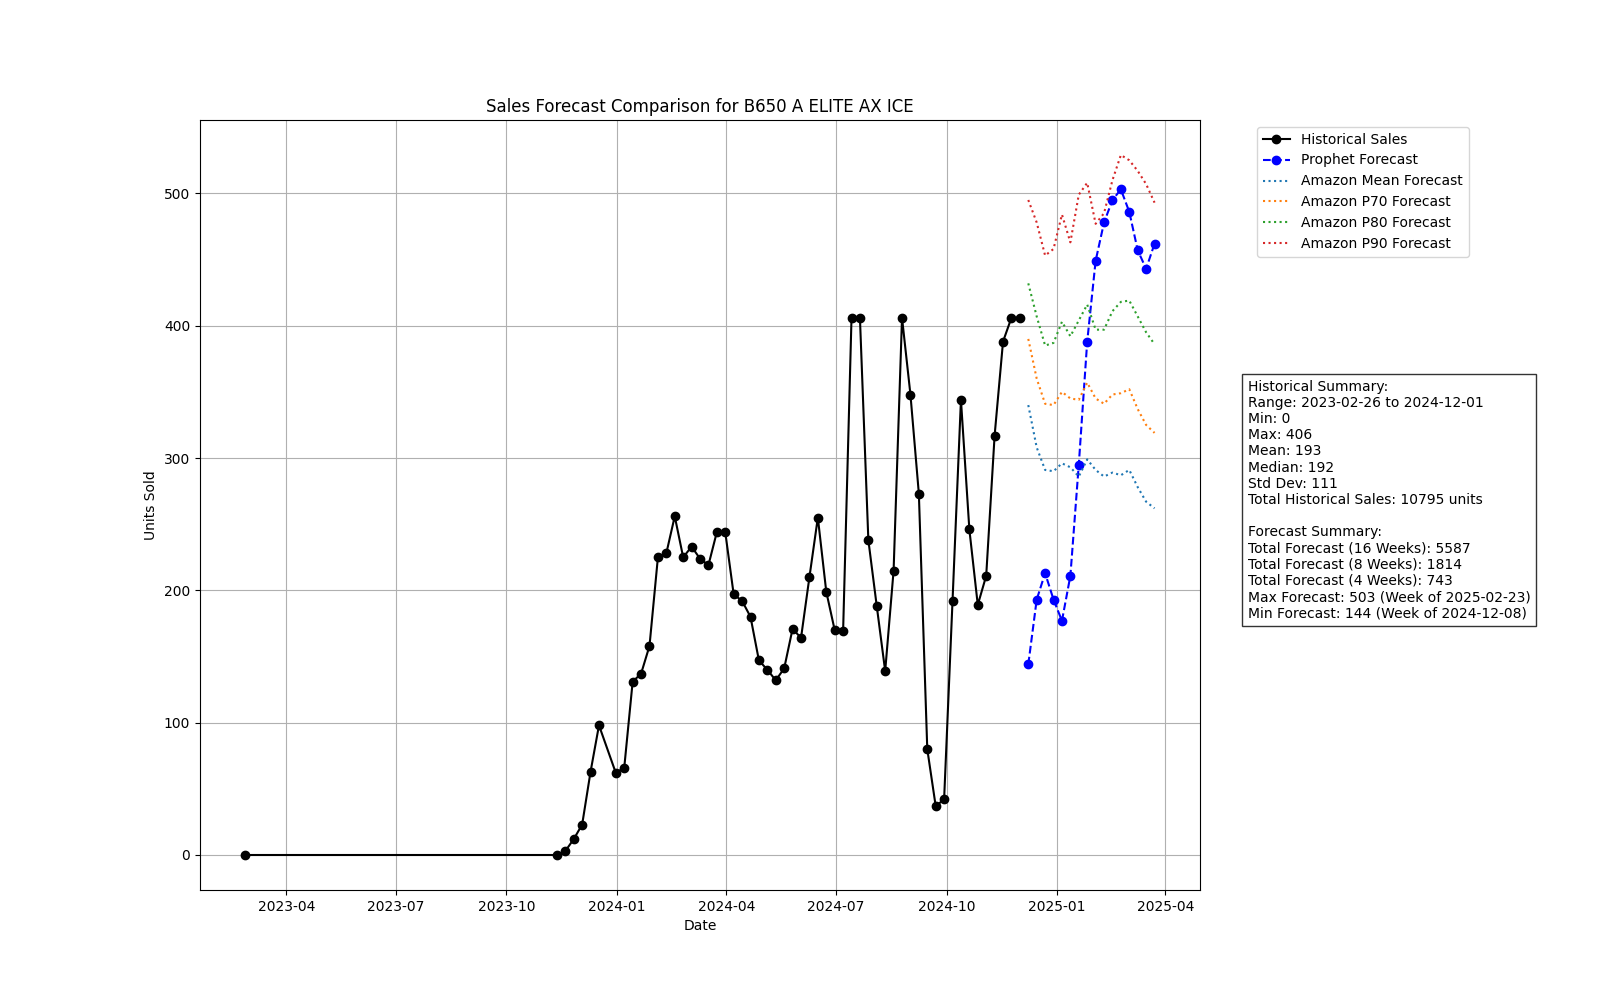 Sales Forecast Comparison for B650 A ELITE AX ICE
Historical Sales
Prophet Forecast
Amazon Mean Forecast
Amazon P70 Forecast
Amazon P80 Forecast
Amazon P90 Forecast
500
400
300
200
100
0
Units Sold
2023-04
2023-07
2023-10
2024-01
2024-04
2024-07
2024-10
2025-01
2025-04
Date
Historical Summary:
Range: 2023-02-26 to 2024-12-01
Min: 0
Max: 406
Mean: 193
Median: 192
Std Dev: 111
Total Historical Sales: 10795 units
Forecast Summary:
Total Forecast (16 Weeks): 5587
Total Forecast (8 Weeks): 1814
Total Forecast (4 Weeks): 743
Max Forecast: 503 (Week of 2025-02-23)
Min Forecast: 144 (Week of 2024-12-08)